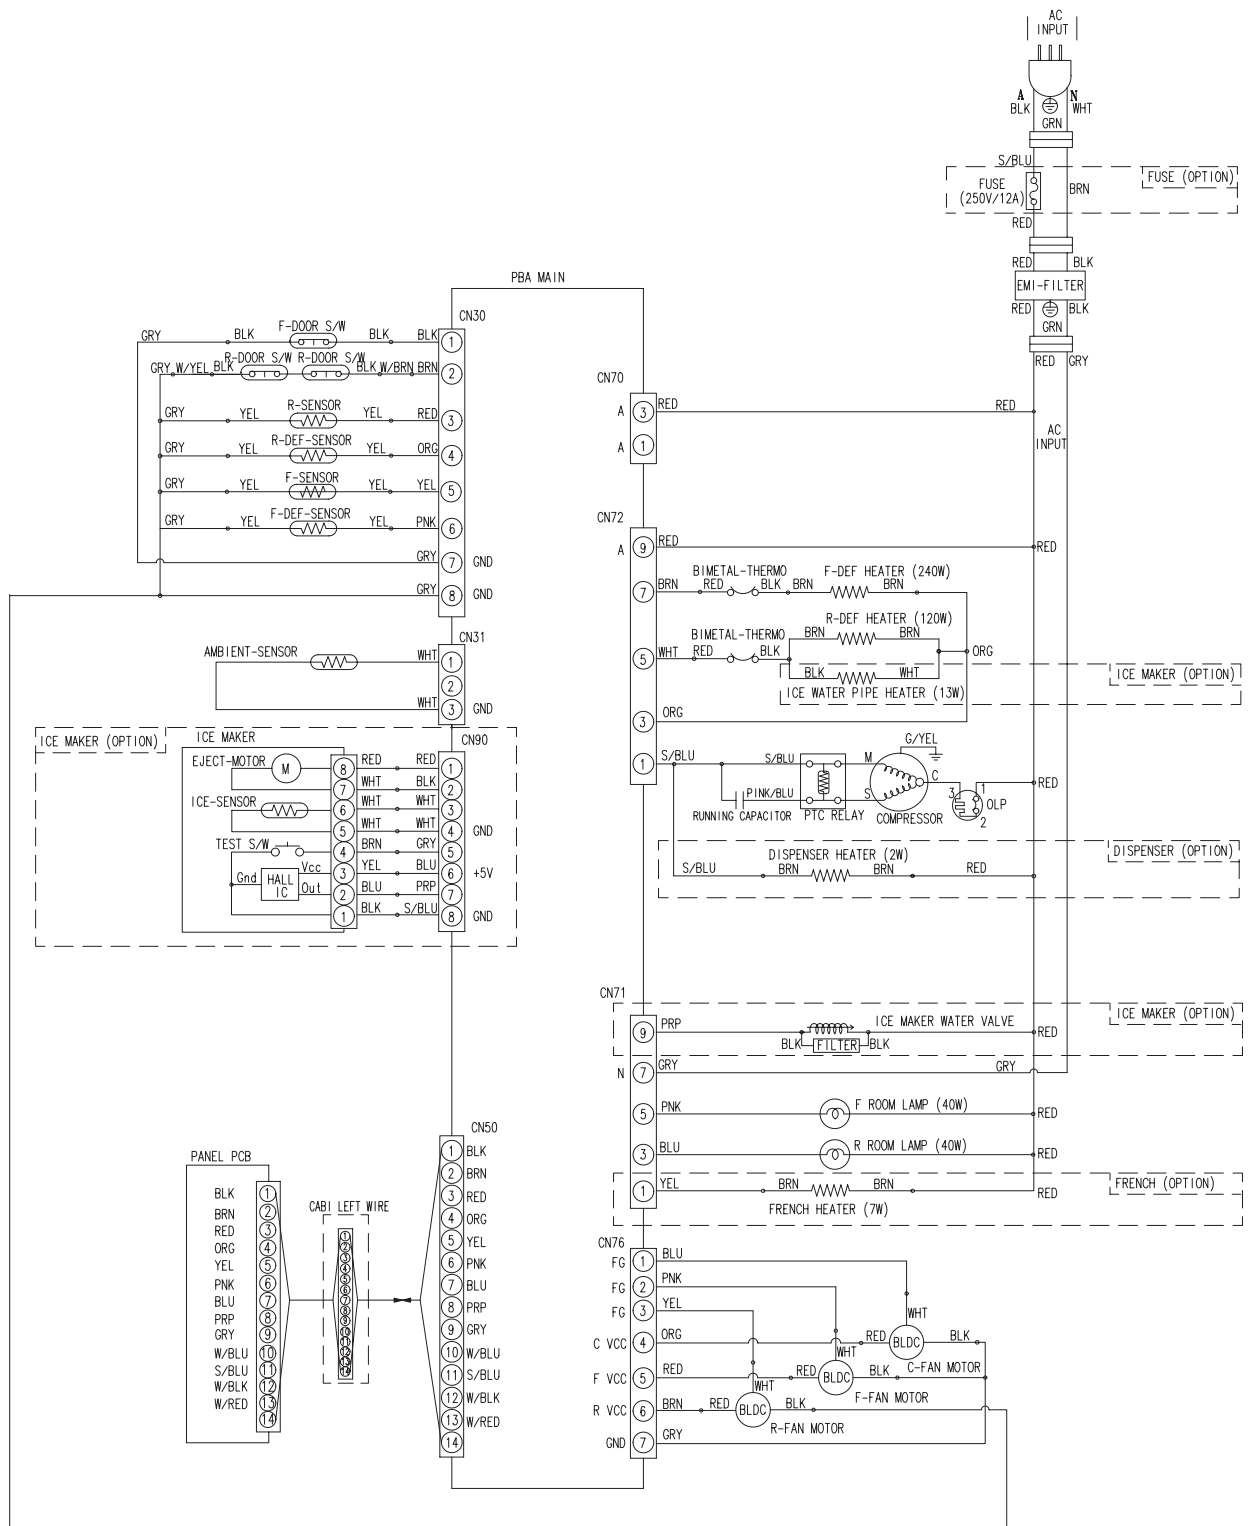 AC
INPUT
A N
BLK WHT
GRN
S/BLU
FUSE
(250V/12A)
BRN
FUSE (OPTION)
RED
RED BLK
EMI-FILTER
RED BLK
GRN
RED GRY
PBA MAIN
CN30
GRY BLK F-DOOR S/W BLK BLK 1
R-DOOR S/W R-DOOR S/W
GRY W/YEL BLK BLK W/BRN BRN 2
R-SENSOR
GRY YEL YEL RED 3
R-DEF-SENSOR
GRY YEL YEL ORG 4
F-SENSOR
GRY YEL YEL YEL 5
F-DEF-SENSOR
GRY YEL YEL PNK 6
GRY 7 GND
GRY 8 GND
CN31
AMBIENT-SENSOR WHT 1
2
WHT 3 GND
ICE MAKER (OPTION)
ICE MAKER
CN90
EJECT-MOTOR M 8 RED RED 1
7 WHT BLK 2
ICE-SENSOR 6 WHT WHT 3
5 WHT WHT 4 GND
TEST S/W 4 BRN GRY 5
Gnd HALL IC Vcc 3 YEL BLU 6 +5V
Out 2 BLU PRP 7
1 BLK S/BLU 8 GND
CN70
A 3 RED RED
A 1
AC
INPUT
CN72
A 9 RED RED
BIMETAL-THERMO F-DEF HEATER (240W)
7 BRN RED BLK BRN BRN
R-DEF HEATER (120W)
BIMETAL-THERMO BRN BRN
5 WHT RED BLK ORG
BLK WHT
ICE WATER PIPE HEATER (13W)
ICE MAKER (OPTION)
3 ORG
G/YEL
1 S/BLU S/BLU M C 3 1 RED
PINK/BLU S OLP
2
RUNNING CAPACITOR PTC RELAY COMPRESSOR
DISPENSER (OPTION)
DISPENSER HEATER (2W)
S/BLU BRN BRN RED
CN71
ICE MAKER (OPTION)
9 PRP ICE MAKER WATER VALVE RED
BLK FILTER BLK
N 7 GRY GRY
5 PNK F ROOM LAMP (40W) RED
3 BLU R ROOM LAMP (40W) RED
FRENCH (OPTION)
1 YEL BRN BRN RED
FRENCH HEATER (7W)
CN76
FG 1 BLU
FG 2 PNK
FG 3 YEL
WHT
C VCC 4 ORG RED BLDC BLK
WHT C-FAN MOTOR
F VCC 5 RED RED BLDC BLK
WHT F-FAN MOTOR
R VCC 6 BRN RED BLDC BLK
R-FAN MOTOR
GND 7 GRY
CN50
1 BLK
2 BRN
3 RED
4 ORG
5 YEL
6 PNK
7 BLU
8 PRP
9 GRY
10 W/BLU
11 S/BLU
12 W/BLK
13 W/RED
14
PANEL PCB
BLK 1
BRN 2
RED 3
ORG 4
YEL 5
PNK 6
BLU 7
PRP 8
GRY 9
W/BLU 10
S/BLU 11
W/BLK 12
W/RED 13
14
CABI LEFT WIRE
1
2
3
4
5
6
7
8
9
10
11
12
13
14